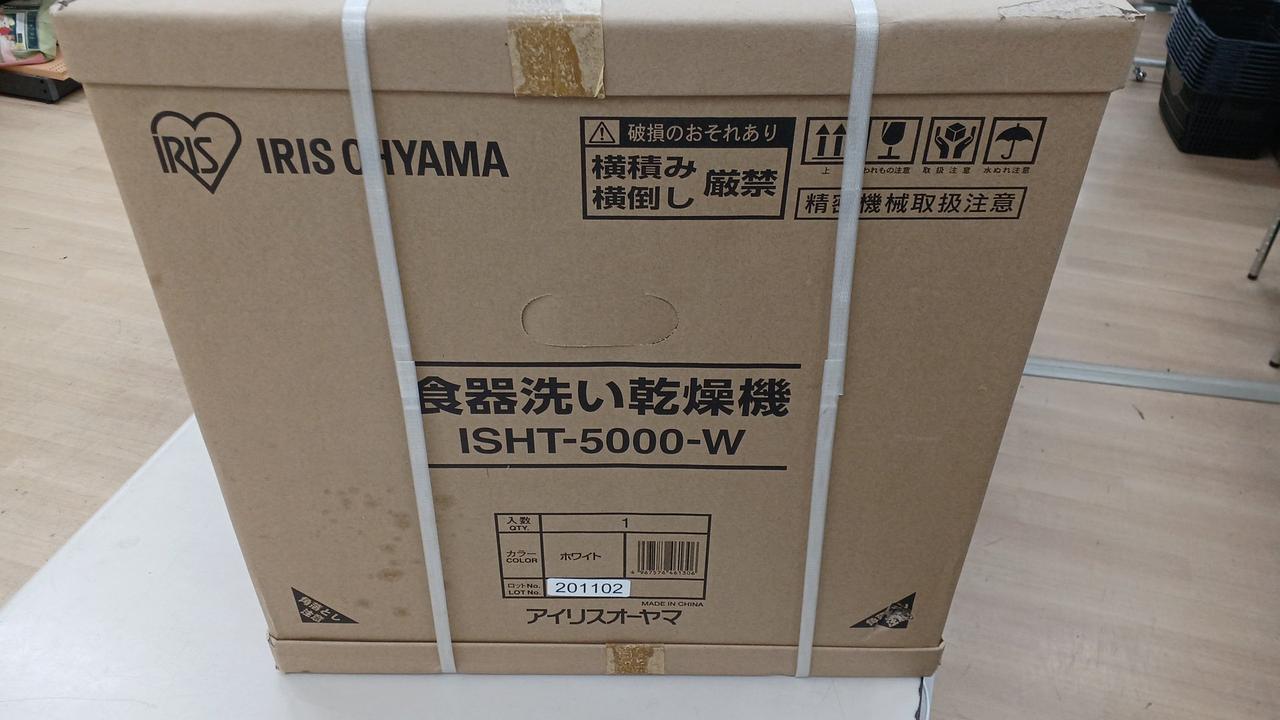 IRIS
IRIS OHYAMA
破損のおそれあり
横積み
横倒し
厳禁
上
われもの注意
取扱注意
水ぬれ注意
精密機械取扱注意
食器洗い乾燥機
ISHT-5000-W
入数
QTY.
1
カラー
COLOR
ホワイト
ロットNo.
LOT No.
201102
MADE IN CHINA
アイリスオーヤマ
角落とし